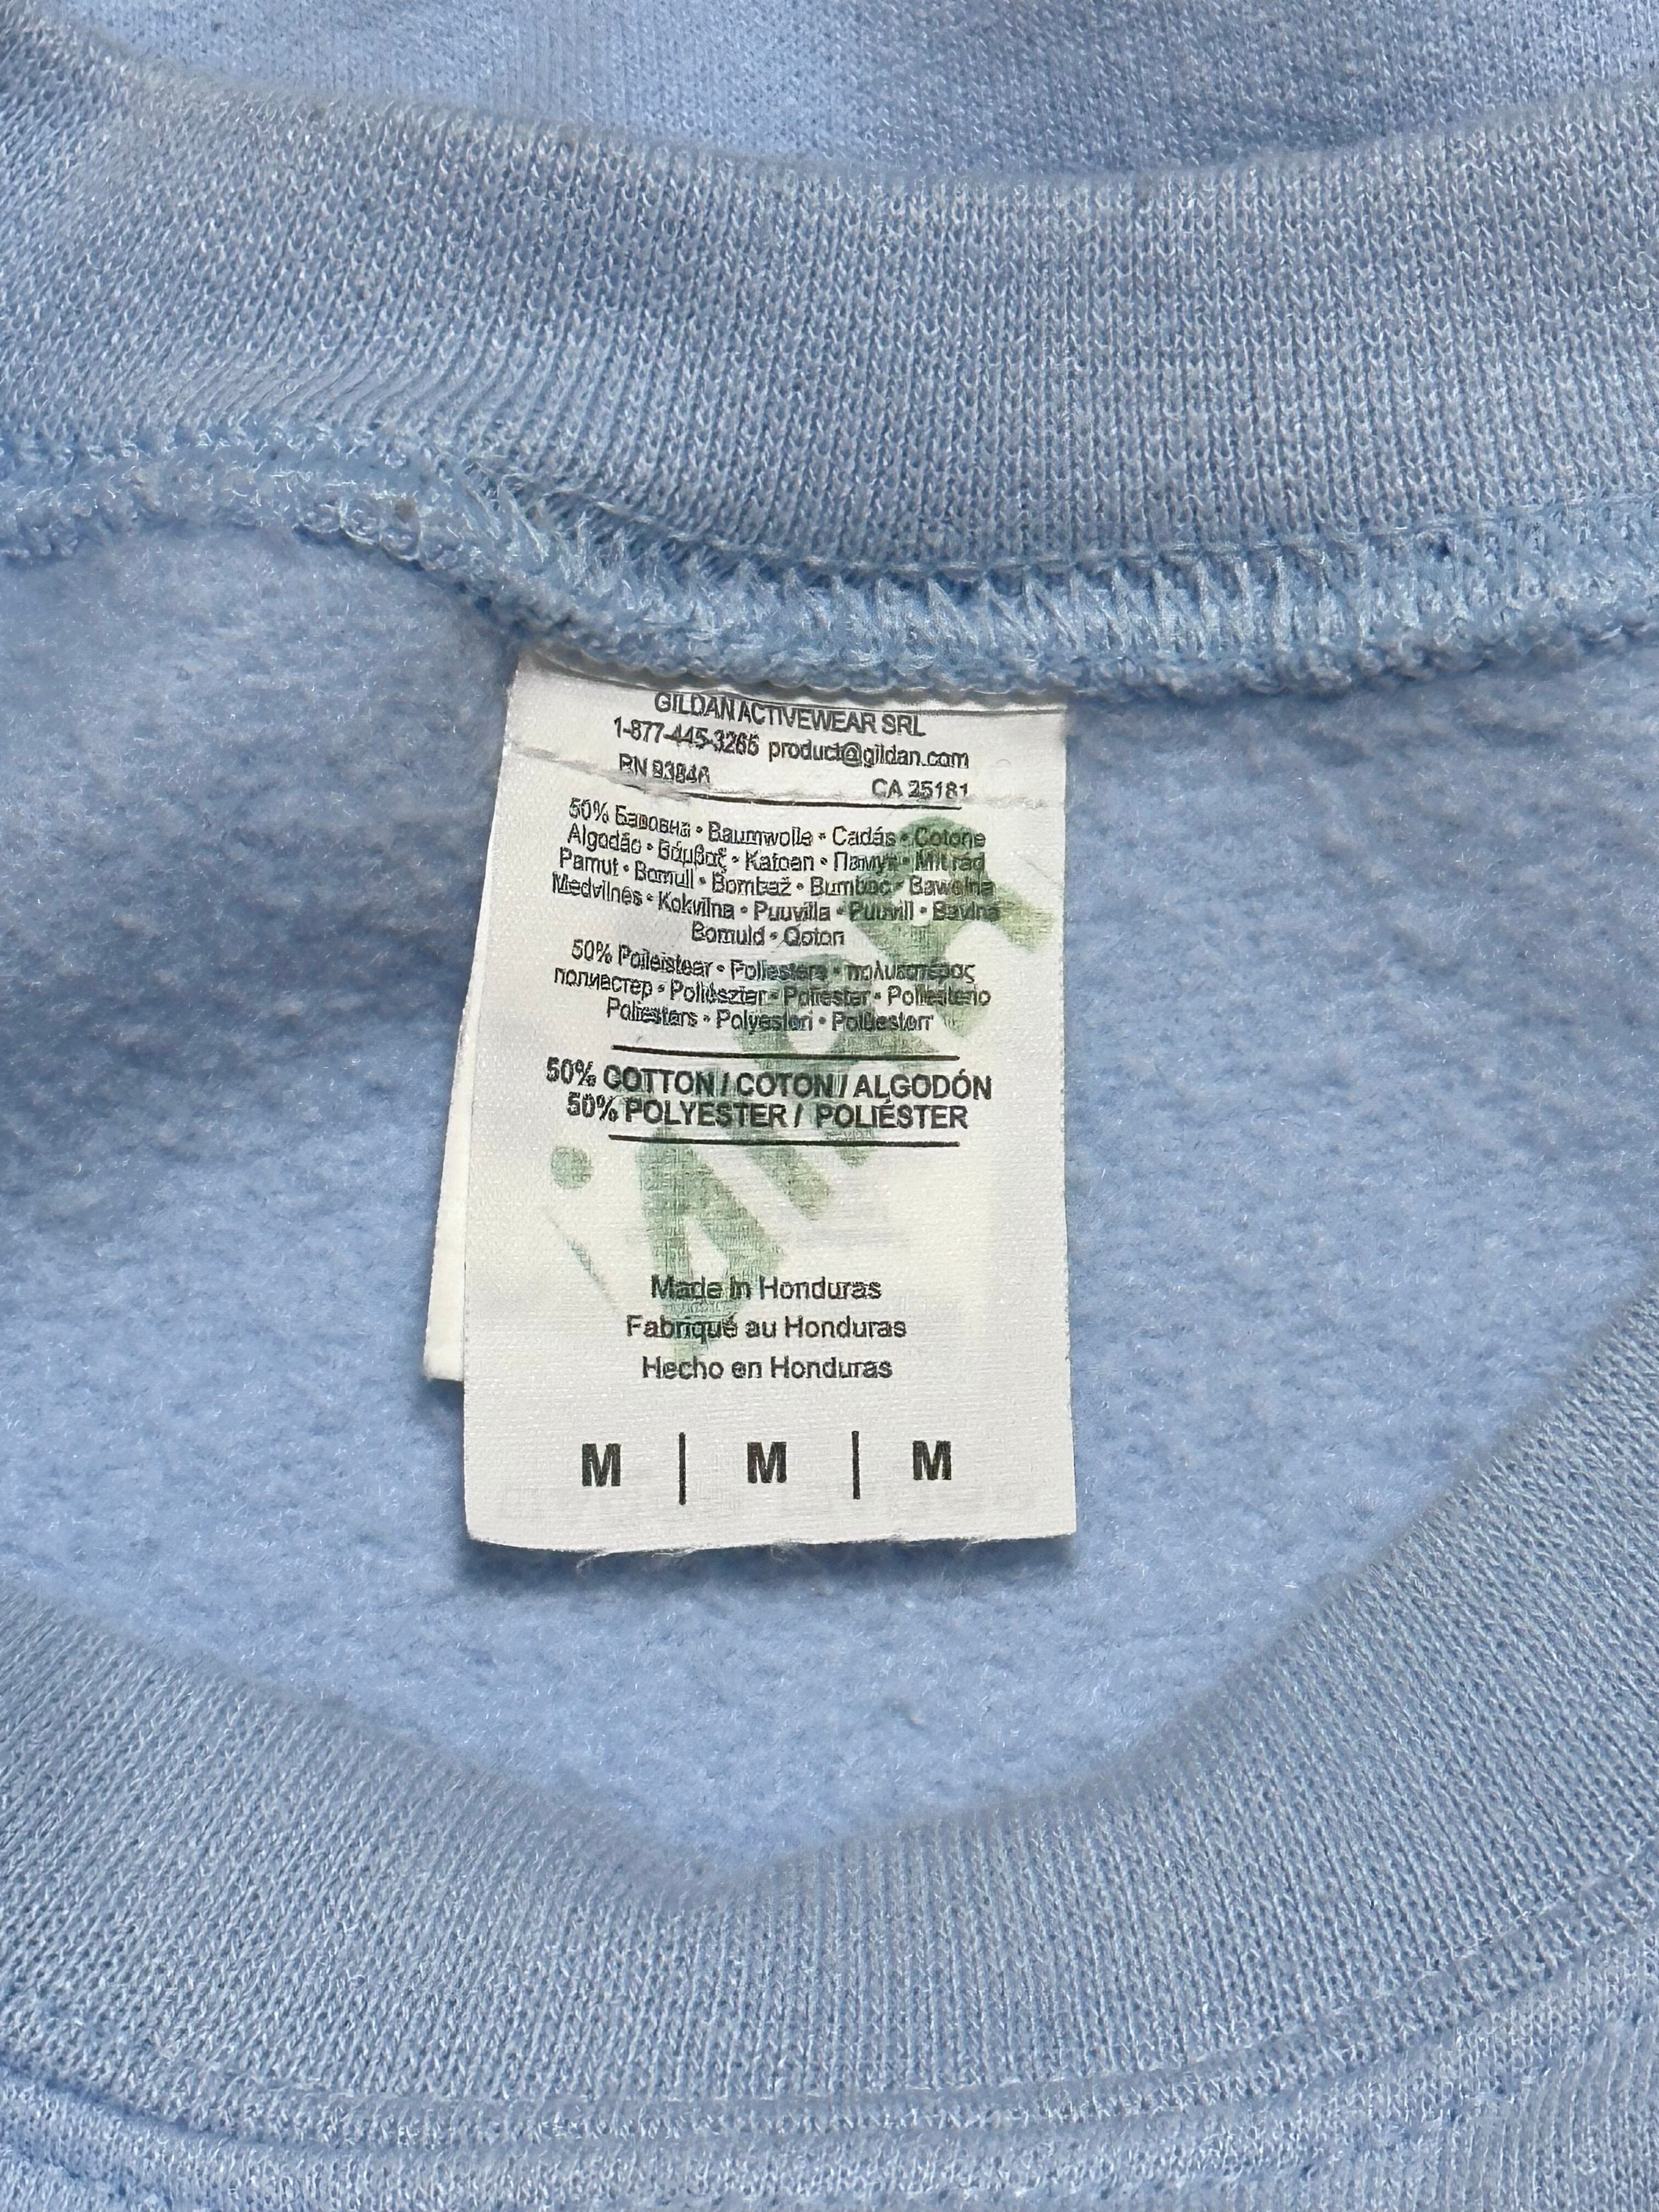 GILDAN ACTIVEWEAR SRL
1-877-445-3265 product@gildan.com
RN 93846 CA 25181
50% Бавовна • Baumwolle • Cadás • Cotone
Algodão • Βάμβαξ • Katoen • Памук • Mit rád
Pamut • Bomull • Bombaž • Bumbac • Bawełna
Medvilnės • Kokvilna • Puuvilla • Puuvill • Bavlna
Bomuld • Qoton
50% Poileistear • Poliestere • πολυεστέρας
полиестер • Poliészter • Poliester • Poliesterio
Poliesters • Polyesteri • Poliesterr
50% COTTON / COTON / ALGODÓN
50% POLYESTER / POLIÉSTER
Made in Honduras
Fabriqué au Honduras
Hecho en Honduras
M | M | M